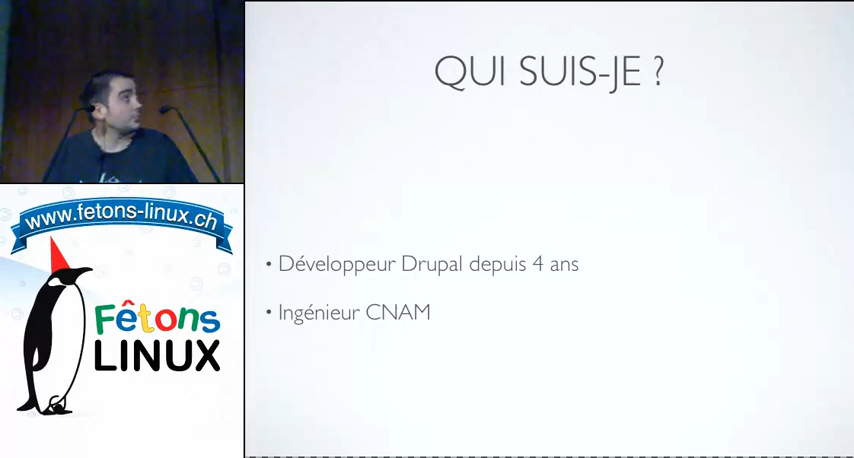 QUI SUIS-JE ?
• Développeur Drupal depuis 4 ans
• Ingénieur CNAM
www.fetons-linux.ch
Fêtons
LINUX